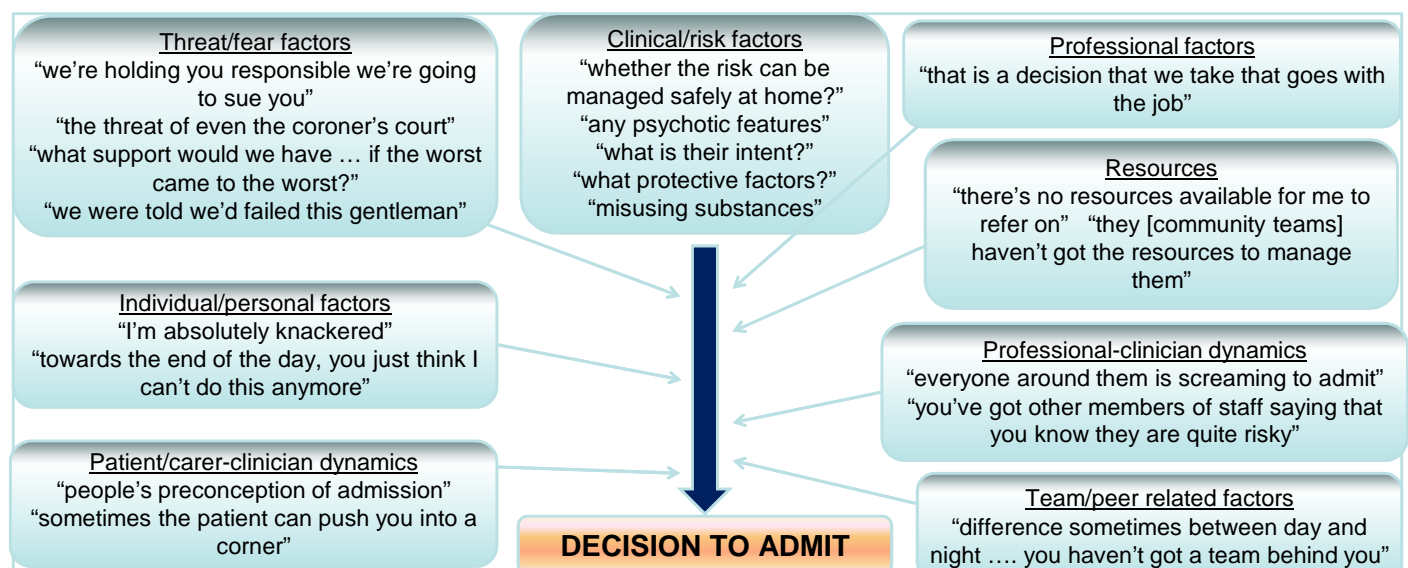 Threat/fear factors
“we’re holding you responsible we’re going
to sue you”
“the threat of even the coroner’s court”
“what support would we have … if the worst
came to the worst?”
“we were told we’d failed this gentleman”
Clinical/risk factors
“whether the risk can be
managed safely at home?”
“any psychotic features”
“what is their intent?”
“what protective factors?”
“misusing substances”
Professional factors
“that is a decision that we take that goes with
the job”
Resources
“there’s no resources available for me to
refer on”   “they [community teams]
haven’t got the resources to manage
them”
Individual/personal factors
“I’m absolutely knackered”
“towards the end of the day, you just think I
can’t do this anymore”
Professional-clinician dynamics
“everyone around them is screaming to admit”
“you’ve got other members of staff saying that
you know they are quite risky”
Patient/carer-clinician dynamics
“people’s preconception of admission”
“sometimes the patient can push you into a
corner”
Team/peer related factors
“difference sometimes between day and
night …. you haven’t got a team behind you”
DECISION TO ADMIT